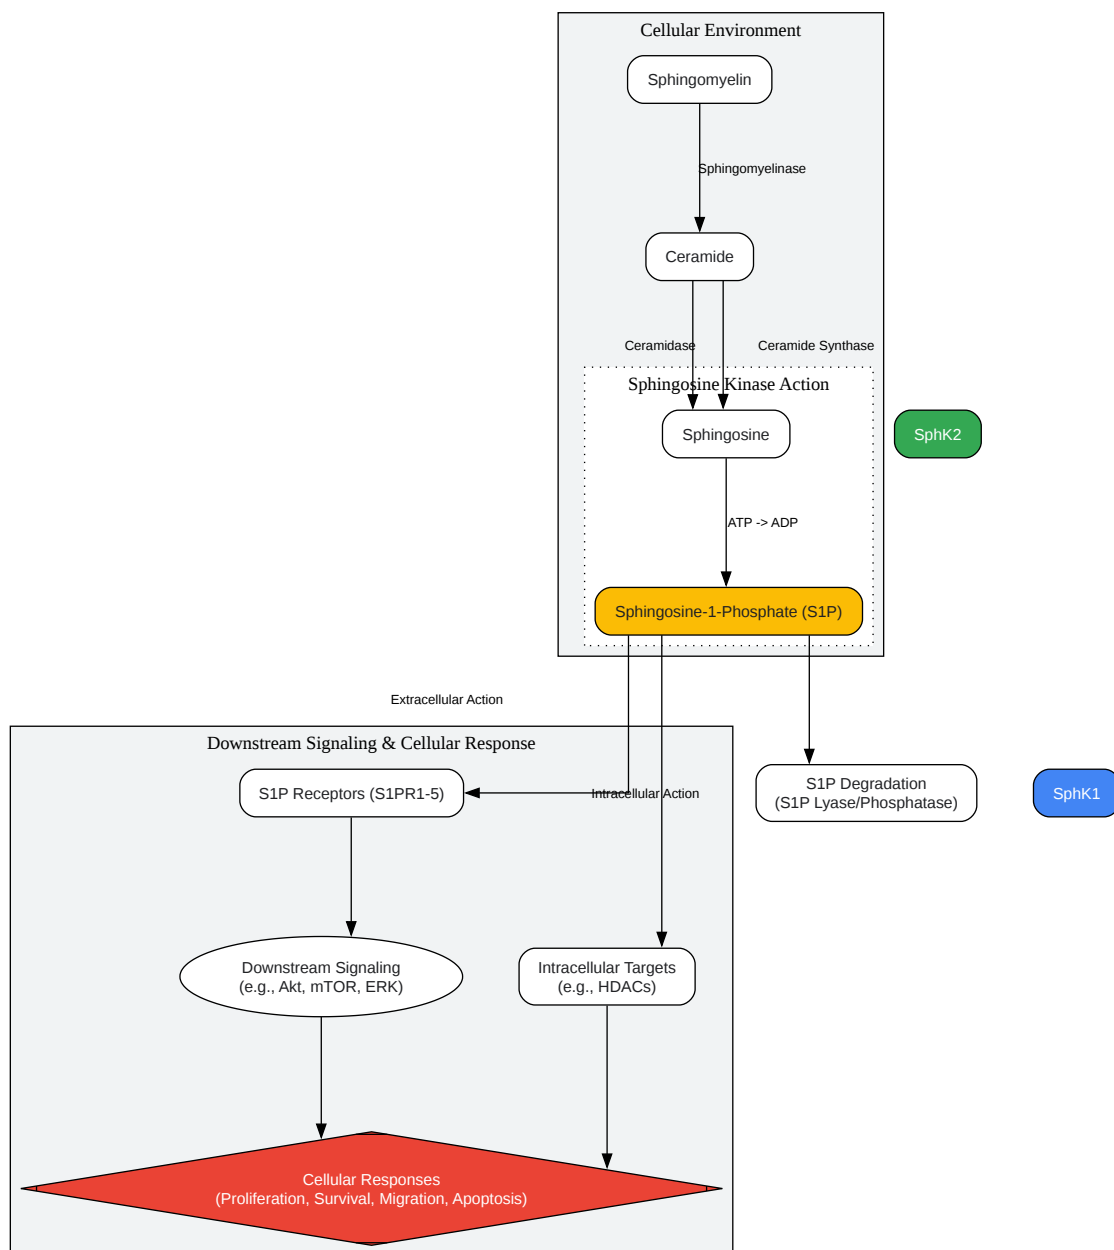 Cellular Environment
Sphingomyelin
Sphingomyelinase
Ceramide
Ceramidase
Ceramide Synthase
Sphingosine Kinase Action
Sphingosine
SphK2
ATP -> ADP
Sphingosine-1-Phosphate (S1P)
Extracellular Action
Downstream Signaling & Cellular Response
S1P Receptors (S1PR1-5)
Intracellular Action
S1P Degradation
(S1P Lyase/Phosphatase)
SphK1
Downstream Signaling
(e.g., Akt, mTOR, ERK)
Intracellular Targets
(e.g., HDACs)
Cellular Responses
(Proliferation, Survival, Migration, Apoptosis)